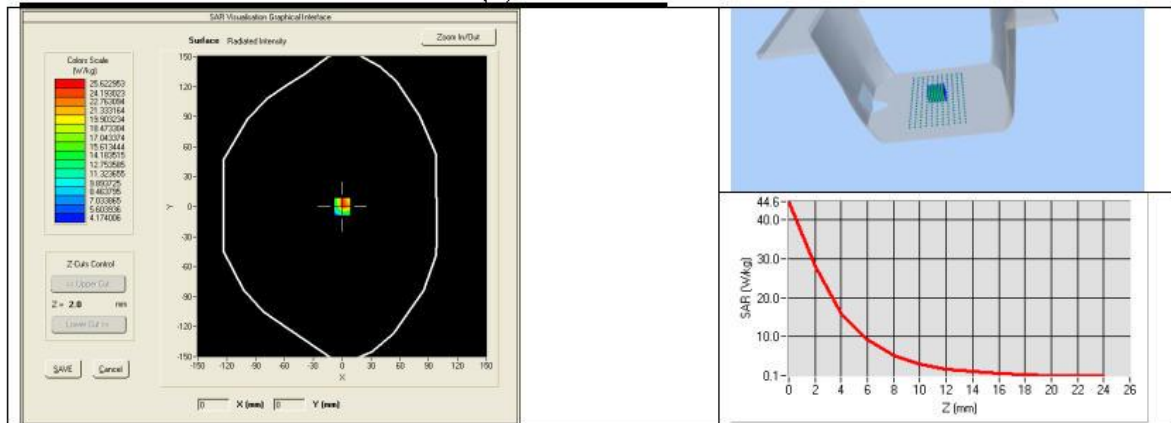 SAR Visualisation Graphical Interface
Surface Radiated Intensity
Zoom In/Out
Colors Scale
(W/kg)
25.622953
24.193023
22.763094
21.333164
19.903234
18.473304
17.043374
15.613444
14.183515
12.753585
11.323655
9.893725
8.463795
7.033865
5.603936
4.174006
150
120
90
60
30
0
-30
-60
-90
-120
-150
Y
-150 -120 -90 -60 -30 0 30 60 90 120 150
X
Z-Cuts Control
<< Upper Cut
Z = 2.0 mm
Lower Cut >>
SAVE Cancel
0 X (mm) 0 Y (mm)
44.6
40.0
30.0
20.0
10.0
0.1
SAR (W/kg)
0 2 4 6 8 10 12 14 16 18 20 22 24 26
Z (mm)